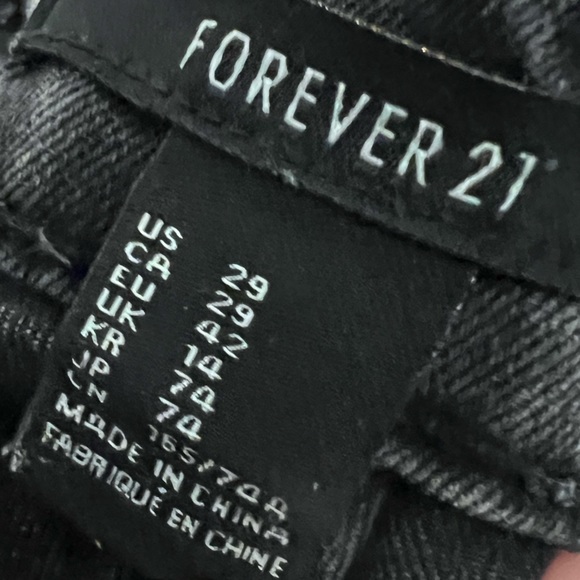 FOREVER 21
US 29
CA 29
EU 42
UK 14
KR 74
JP 74
CN 165/74A
MADE IN CHINA
FABRIQUÉ EN CHINE